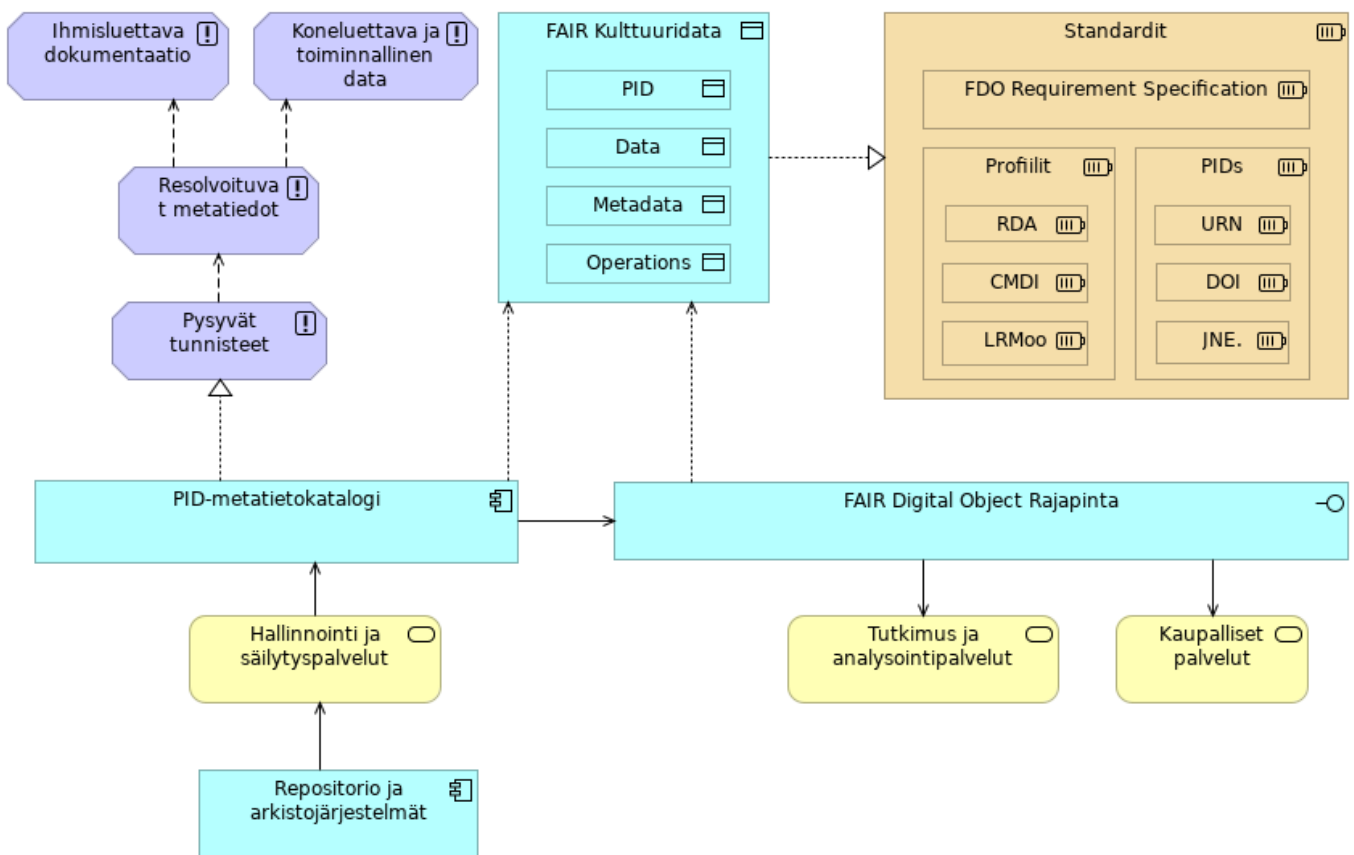 Ihmisluettava
dokumentaatio
Koneluettava ja
toiminnallinen
data
Resolvoituva
t metatiedot
Pysyvät
tunnisteet
FAIR Kulttuuridata
PID
Data
Metadata
Operations
Standardit
FDO Requirement Specification
Profiilit
RDA
CMDI
LRMoo
PIDs
URN
DOI
JNE.
PID-metatietokatalogi
FAIR Digital Object Rajapinta
Hallinnointi ja
säilytyspalvelut
Tutkimus ja
analysointipalvelut
Kaupalliset
palvelut
Repositorio ja
arkistojärjestelmät